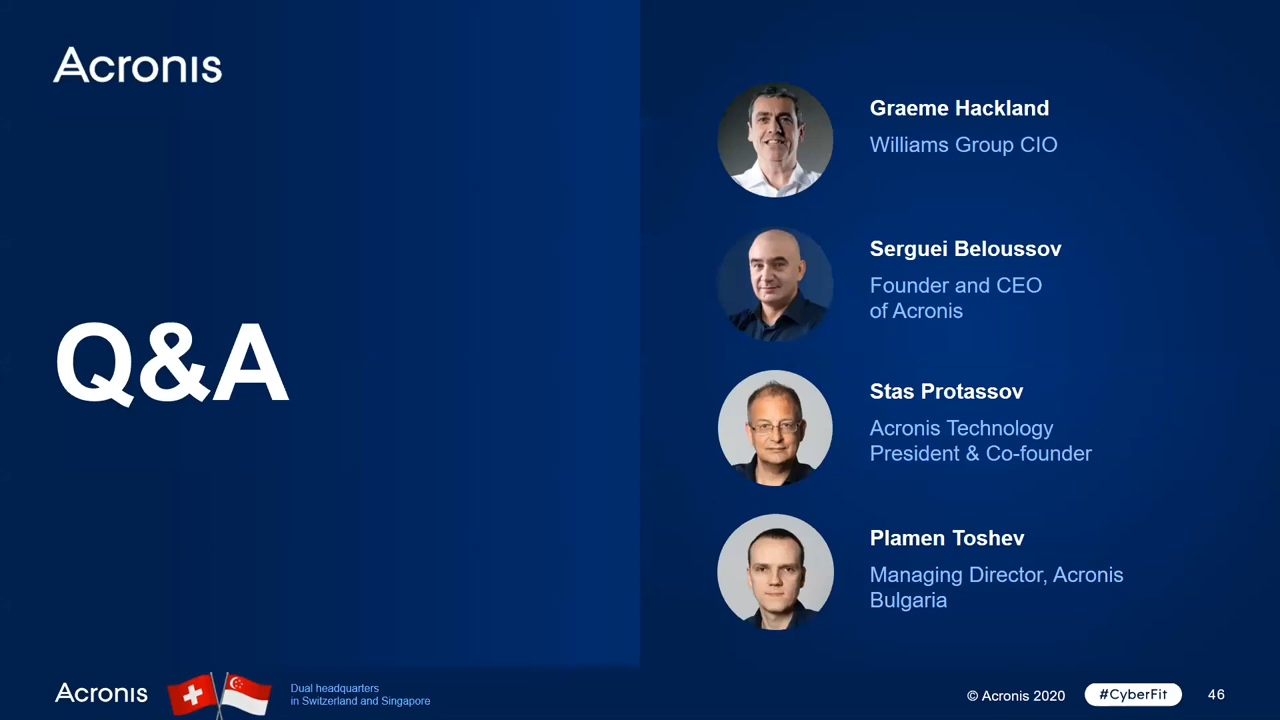 Acronis
Q&A
Graeme Hackland
Williams Group CIO
Serguei Beloussov
Founder and CEO
of Acronis
Stas Protassov
Acronis Technology
President & Co-founder
Plamen Toshev
Managing Director, Acronis
Bulgaria
Acronis
Dual headquarters
in Switzerland and Singapore
© Acronis 2020
#CyberFit
46